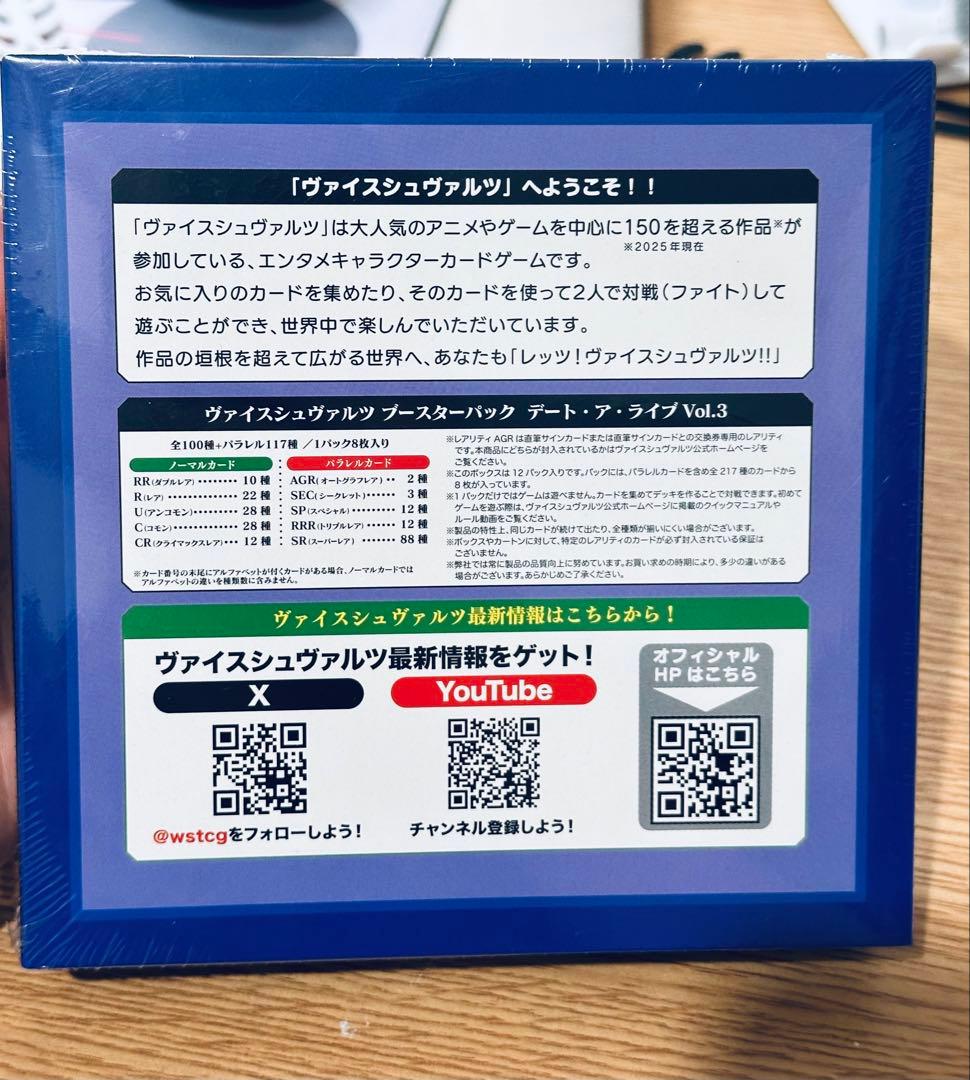 「ヴァイスシュヴァルツ」へようこそ！！
「ヴァイスシュヴァルツ」は大人気のアニメやゲームを中心に150を超える作品※が
※2025年現在
参加している、エンタメキャラクターカードゲームです。
お気に入りのカードを集めたり、そのカードを使って2人で対戦（ファイト）して
遊ぶことができ、世界中で楽しんでいただいています。
作品の垣根を超えて広がる世界へ、あなたも「レッツ！ヴァイスシュヴァルツ!!」
ヴァイスシュヴァルツ ブースターパック デート・ア・ライブ Vol.3
全100種+パラレル117種 ／1パック8枚入り
ノーマルカード
RR(ダブルレア) ‥‥‥‥ 10種
R(レア) ‥‥‥‥‥‥ 22種
U(アンコモン) ‥‥‥‥ 28種
C(コモン) ‥‥‥‥‥ 28種
CR(クライマックスレア)‥ 12種
パラレルカード
AGR(オートグラフレア)‥ 2種
SEC(シークレット)‥‥‥ 3種
SP(スペシャル) ‥‥‥‥ 12種
RRR(トリプルレア) ‥‥‥ 12種
SR(スーパーレア) ‥‥‥ 88種
※カード番号の末尾にアルファベットが付くカードがある場合、ノーマルカードでは
アルファベットの違いを種類数に含みません。
※レアリティAGRは直筆サインカードまたは直筆サインカードとの交換券専用のレアリティ
です。本商品にどちらが封入されているかはヴァイスシュヴァルツ公式ホームページを
ご覧ください。
※このボックスは12パック入りです。パックには、パラレルカードを含め全217種のカードから
8枚が入っています。
※1パックだけではゲームは遊べません。カードを集めてデッキを作ることで対戦できます。初めて
ゲームを遊ぶ際は、ヴァイスシュヴァルツ公式ホームページに掲載のクイックマニュアルや
ルール動画をご覧ください。
※製品の特性上、同じカードが続けて出たり、全種類が揃いにくい場合がございます。
※ボックスやカートンに対して、特定のレアリティのカードが必ず封入されている保証は
ございません。
※弊社では常に製品の品質向上に努めています。お買い求めの時期により、多少の違いがある
場合がございます。あらかじめご了承ください。
ヴァイスシュヴァルツ最新情報はこちらから！
ヴァイスシュヴァルツ最新情報をゲット！
X
@wstcgをフォローしよう！
YouTube
チャンネル登録しよう！
オフィシャル
HPはこちら